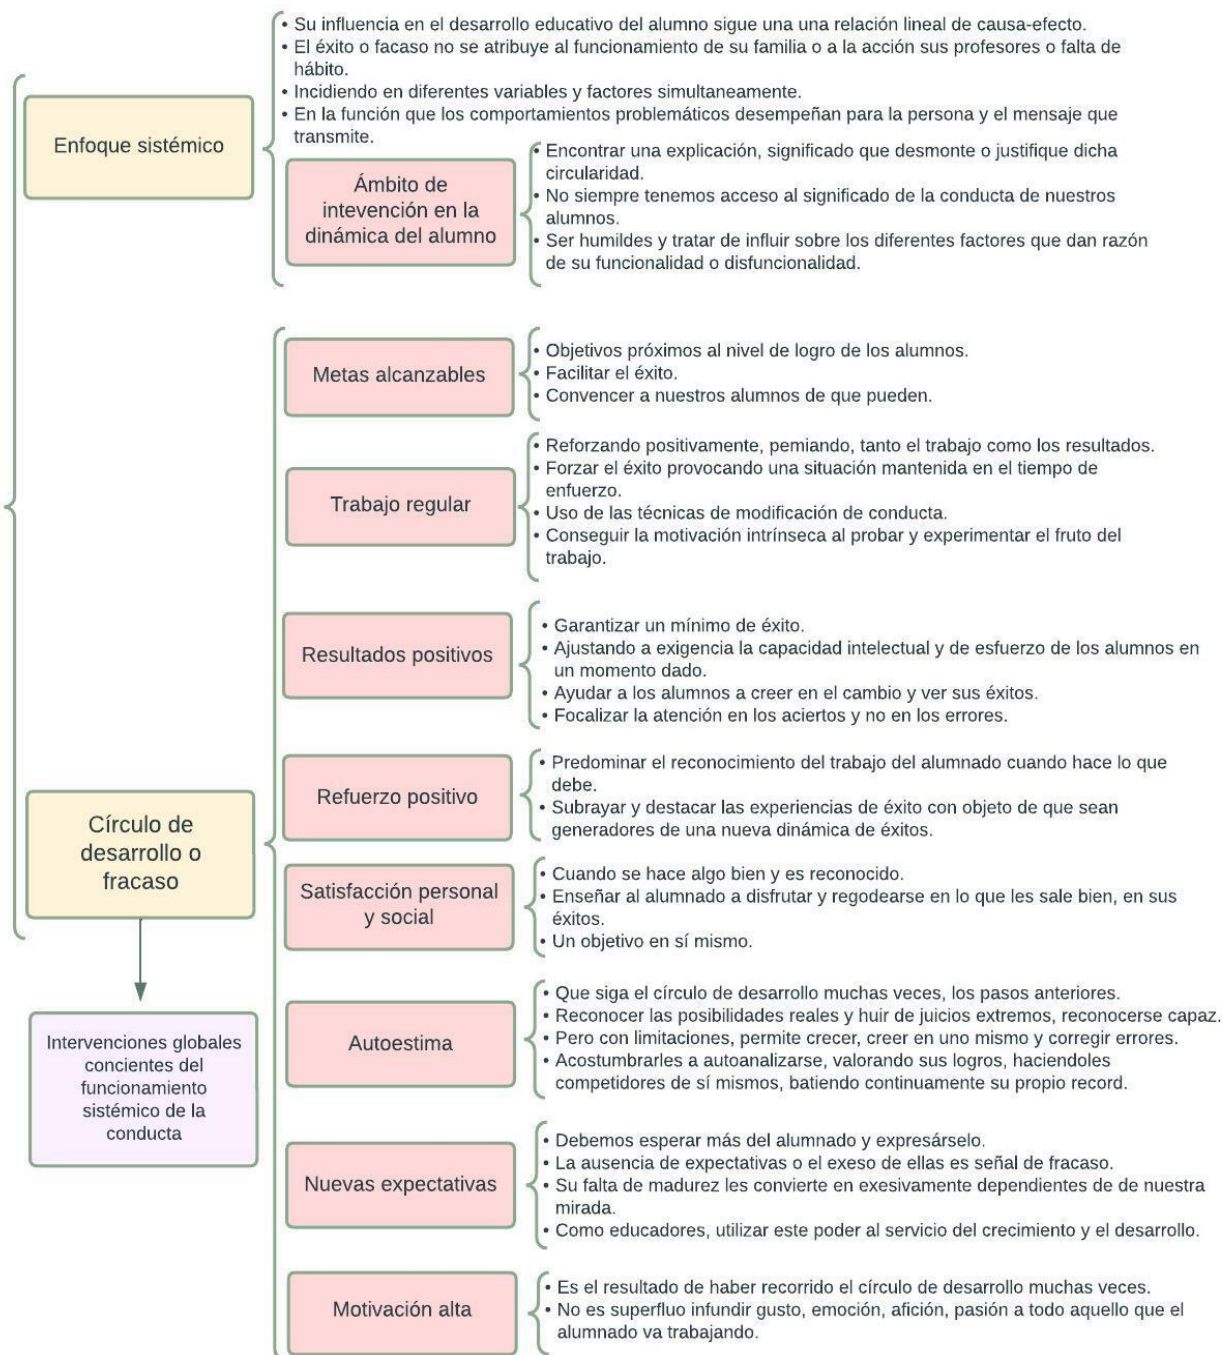 • Su influencia en el desarrollo educativo del alumno sigue una una relación lineal de causa-efecto.
• El éxito o facaso no se atribuye al funcionamiento de su familia o a la acción sus profesores o falta de
hábito.
• Incidiendo en diferentes variables y factores simultaneamente.
• En la función que los comportamientos problemáticos desempeñan para la persona y el mensaje que
transmite.
Enfoque sistémico
Ámbito de
intevención en la
dinámica del alumno
• Encontrar una explicación, significado que desmonte o justifique dicha
circularidad.
• No siempre tenemos acceso al significado de la conducta de nuestros
alumnos.
• Ser humildes y tratar de influir sobre los diferentes factores que dan razón
de su funcionalidad o disfuncionalidad.
Metas alcanzables
• Objetivos próximos al nivel de logro de los alumnos.
• Facilitar el éxito.
• Convencer a nuestros alumnos de que pueden.
Trabajo regular
• Reforzando positivamente, pemiando, tanto el trabajo como los resultados.
• Forzar el éxito provocando una situación mantenida en el tiempo de
enfuerzo.
• Uso de las técnicas de modificación de conducta.
• Conseguir la motivación intrínseca al probar y experimentar el fruto del
trabajo.
Resultados positivos
• Garantizar un mínimo de éxito.
• Ajustando a exigencia la capacidad intelectual y de esfuerzo de los alumnos en
un momento dado.
• Ayudar a los alumnos a creer en el cambio y ver sus éxitos.
• Focalizar la atención en los aciertos y no en los errores.
Refuerzo positivo
• Predominar el reconocimiento del trabajo del alumnado cuando hace lo que
debe.
• Subrayar y destacar las experiencias de éxito con objeto de que sean
generadores de una nueva dinámica de éxitos.
Círculo de
desarrollo o
fracaso
Satisfacción personal
y social
• Cuando se hace algo bien y es reconocido.
• Enseñar al alumnado a disfrutar y regodearse en lo que les sale bien, en sus
éxitos.
• Un objetivo en sí mismo.
Intervenciones globales
concientes del
funcionamiento
sistémico de la
conducta
Autoestima
• Que siga el círculo de desarrollo muchas veces, los pasos anteriores.
• Reconocer las posibilidades reales y huir de juicios extremos, reconocerse capaz.
• Pero con limitaciones, permite crecer, creer en uno mismo y corregir errores.
• Acostumbrarles a autoanalizarse, valorando sus logros, haciendoles
competidores de sí mismos, batiendo continuamente su propio record.
Nuevas expectativas
• Debemos esperar más del alumnado y expresárselo.
• La ausencia de expectativas o el exeso de ellas es señal de fracaso.
• Su falta de madurez les convierte en exesivamente dependientes de de nuestra
mirada.
• Como educadores, utilizar este poder al servicio del crecimiento y el desarrollo.
Motivación alta
• Es el resultado de haber recorrido el círculo de desarrollo muchas veces.
• No es superfluo infundir gusto, emoción, afición, pasión a todo aquello que el
alumnado va trabajando.